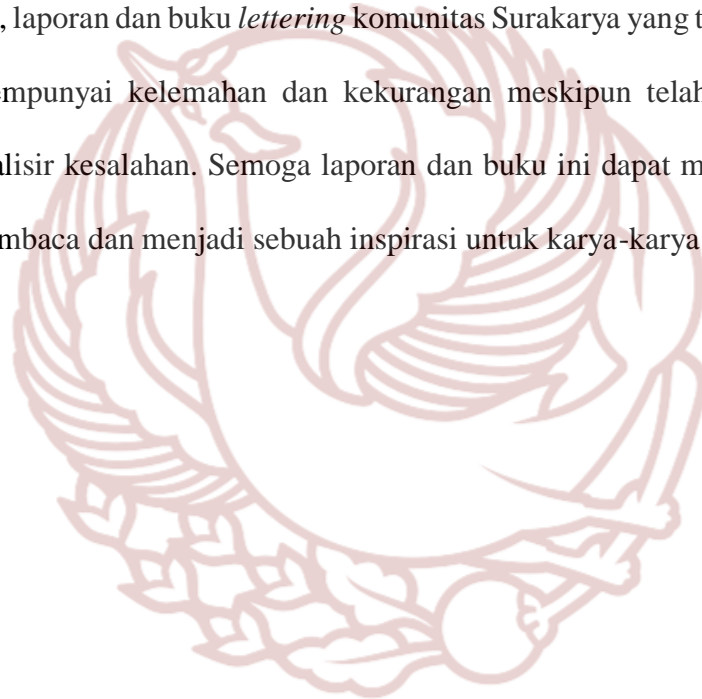 , laporan dan buku lettering komunitas Surakarya yang t
empunyai kelemahan dan kekurangan meskipun telah
alisir kesalahan. Semoga laporan dan buku ini dapat m
mbaca dan menjadi sebuah inspirasi untuk karya-karya